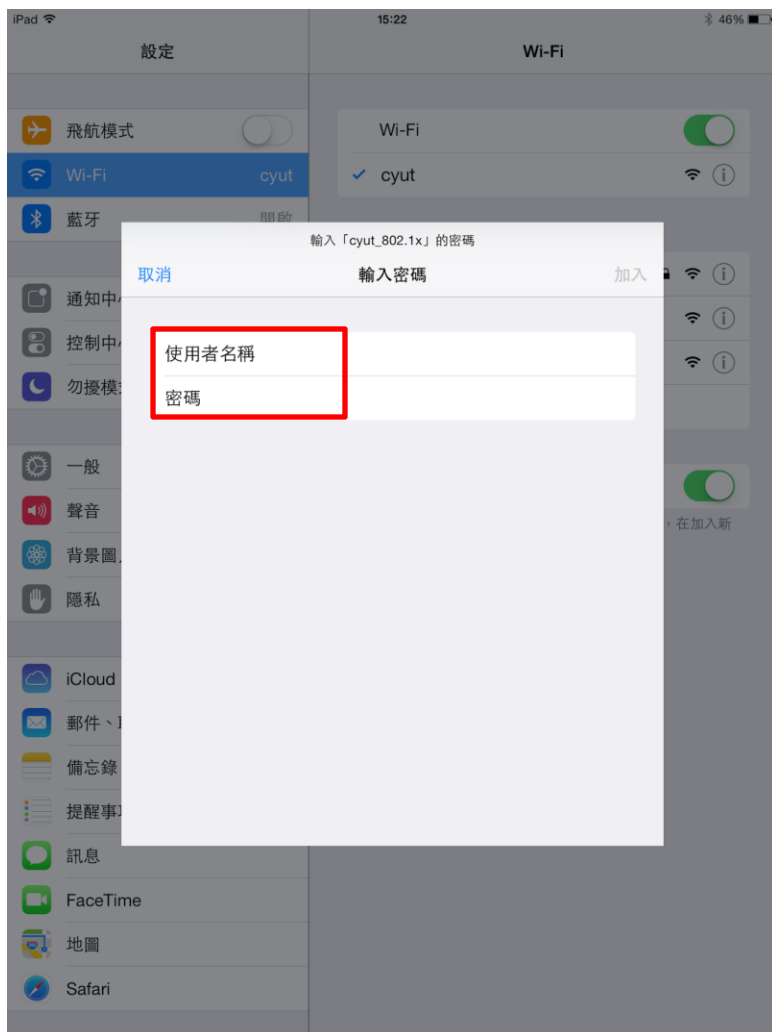 iPad 15:22 46%
設定 Wi-Fi
飛航模式 Wi-Fi
Wi-Fi cyut cyut
藍牙 開啟
輸入「cyut_802.1x」的密碼
取消 輸入密碼 加入
通知中
控制中
使用者名稱
勿擾模
密碼
一般
聲音
，在加入新
背景圖
隱私
iCloud
郵件、
備忘錄
提醒事
訊息
FaceTime
地圖
Safari